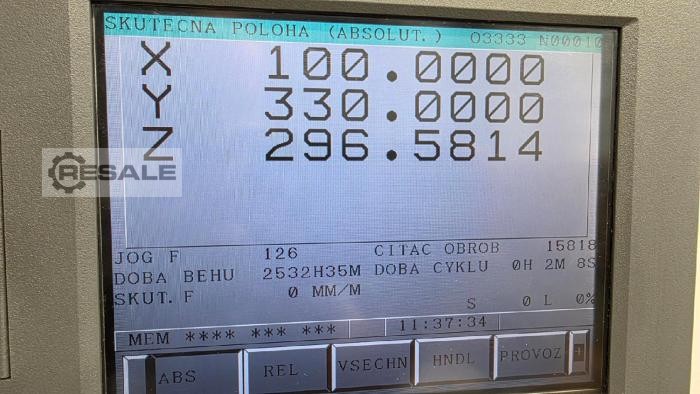 SKUTECNA POLOHA (ABSOLUT.) O3333 N00010
X 100.0000
Y 330.0000
Z 296.5814
RESALE
JOG F 126 CITAC OBROB 15818
DOBA BEHU 2532H35M DOBA CYKLU 0H 2M 8S
SKUT. F 0 MM/M
S 0 L 0%
MEM **** *** ***
11:37:34
ABS REL VSECHN HNDL PROVOZ +